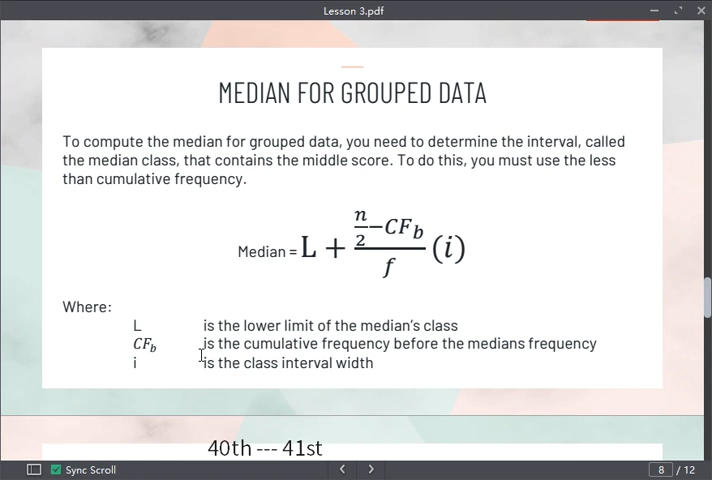 Lesson 3.pdf
MEDIAN FOR GROUPED DATA
To compute the median for grouped data, you need to determine the interval, called
the median class, that contains the middle score. To do this, you must use the less
than cumulative frequency.
Median = L + \frac{\frac{n}{2}-CF_b}{f} (i)
Where:
L is the lower limit of the median's class
CF_b is the cumulative frequency before the medians frequency
i is the class interval width
40th --- 41st
Sync Scroll
8 / 12